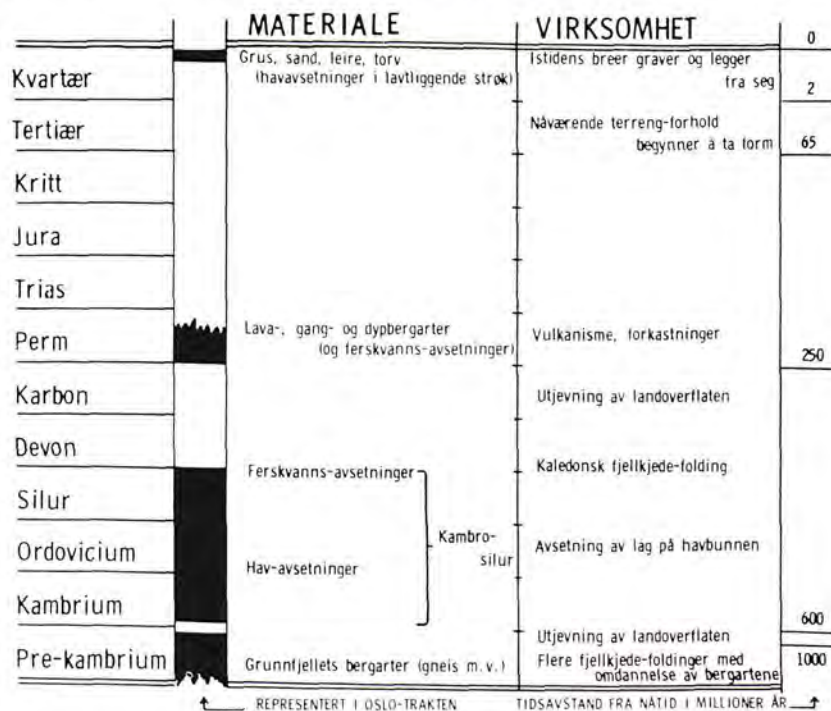 MATERIALE
VIRKSOMHET
0
Kvartær
Grus, sand, leire, torv
(havavsetninger i lavtliggende strøk)
Istidens breer graver og legger
fra seg
2
Tertiær
Nåværende terreng-forhold
begynner å ta form
65
Kritt
Jura
Trias
Perm
Lava-, gang- og dypbergarter
(og ferskvanns-avsetninger)
Vulkanisme, forkastninger
250
Karbon
Utjevning av landoverflaten
Devon
Ferskvanns-avsetninger
Kaledonsk fjellkjede-folding
Silur
Kambro-
silur
Ordovicium
Hav-avsetninger
Avsetning av lag på havbunnen
Kambrium
600
Utjevning av landoverflaten
Pre-kambrium
Grunnfjellets bergarter (gneis m.v.)
Flere fjellkjede-foldinger med
omdannelse av bergartene
1000
REPRESENTERT I OSLO-TRAKTEN
TIDSAVSTAND FRA NÅTID I MILLIONER ÅR